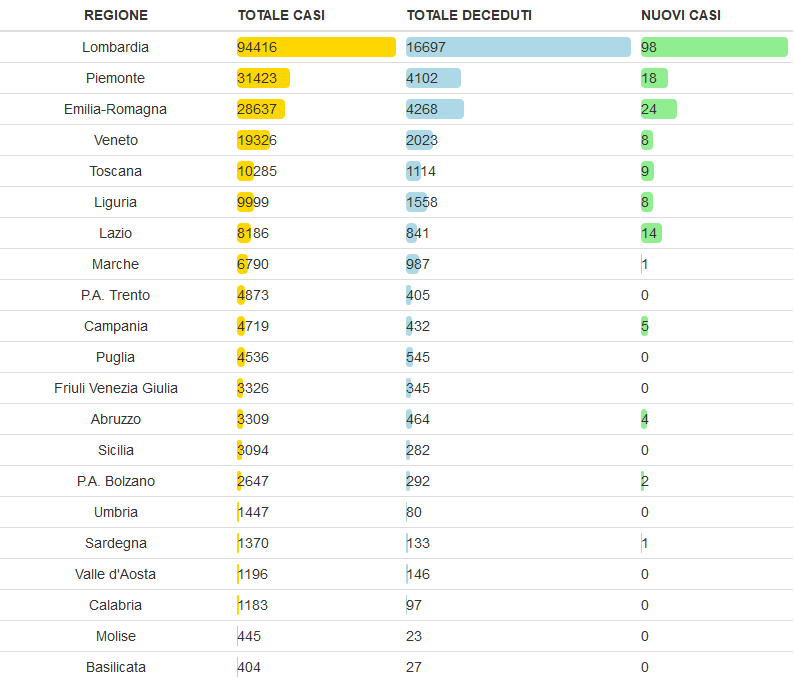 REGIONE TOTALE CASI TOTALE DECEDUTI NUOVI CASI
Lombardia 94416 16697 98
Piemonte 31423 4102 18
Emilia-Romagna 28637 4268 24
Veneto 19326 2023 8
Toscana 10285 1114 9
Liguria 9999 1558 8
Lazio 8186 841 14
Marche 6790 987 1
P.A. Trento 4873 405 0
Campania 4719 432 5
Puglia 4536 545 0
Friuli Venezia Giulia 3326 345 0
Abruzzo 3309 464 4
Sicilia 3094 282 0
P.A. Bolzano 2647 292 2
Umbria 1447 80 0
Sardegna 1370 133 1
Valle d'Aosta 1196 146 0
Calabria 1183 97 0
Molise 445 23 0
Basilicata 404 27 0